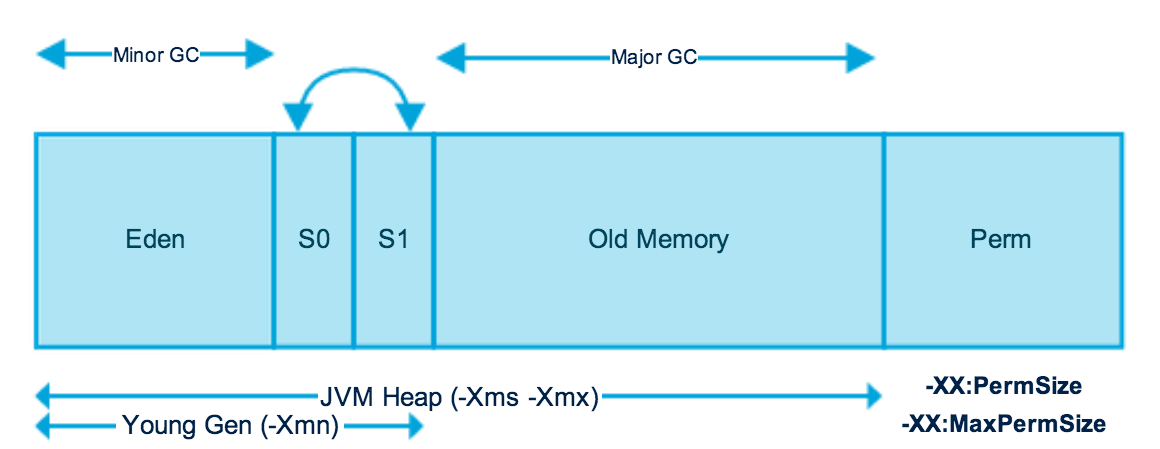 Minor GC
Major GC
Eden
S0
S1
Old Memory
Perm
JVM Heap (-Xms -Xmx)
Young Gen (-Xmn)
-XX:PermSize
-XX:MaxPermSize